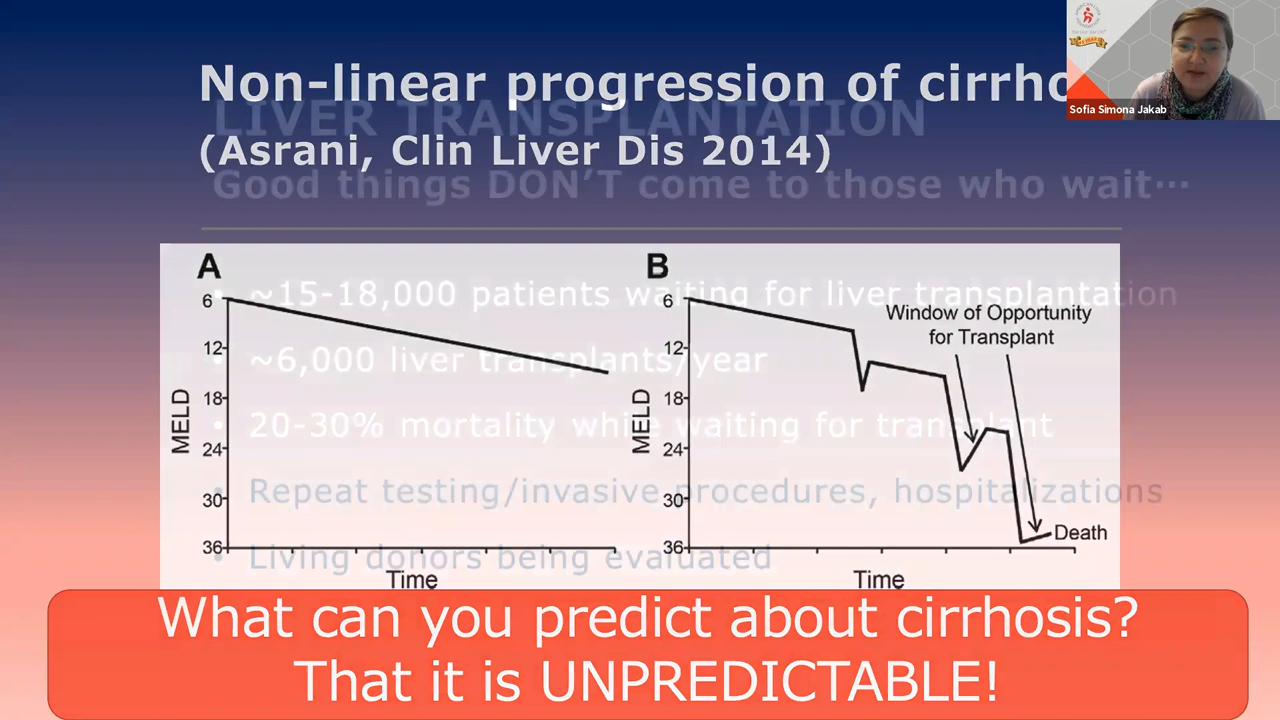 Non-linear progression of cirrho
(Asrani, Clin Liver Dis 2014)
LIVER TRANSPLANTATION
Good things DON'T come to those who wait…
Sofia Simona Jakab
A
MELD
6
12
18
24
30
36
Time
B
MELD
6
12
18
24
30
36
Time
Window of Opportunity
for Transplant
Death
• ~15-18,000 patients waiting for liver transplantation
• ~6,000 liver transplants/year
• 20-30% mortality while waiting for transplant
• Repeat testing/invasive procedures, hospitalizations
• Living donors being evaluated
What can you predict about cirrhosis?
That it is UNPREDICTABLE!